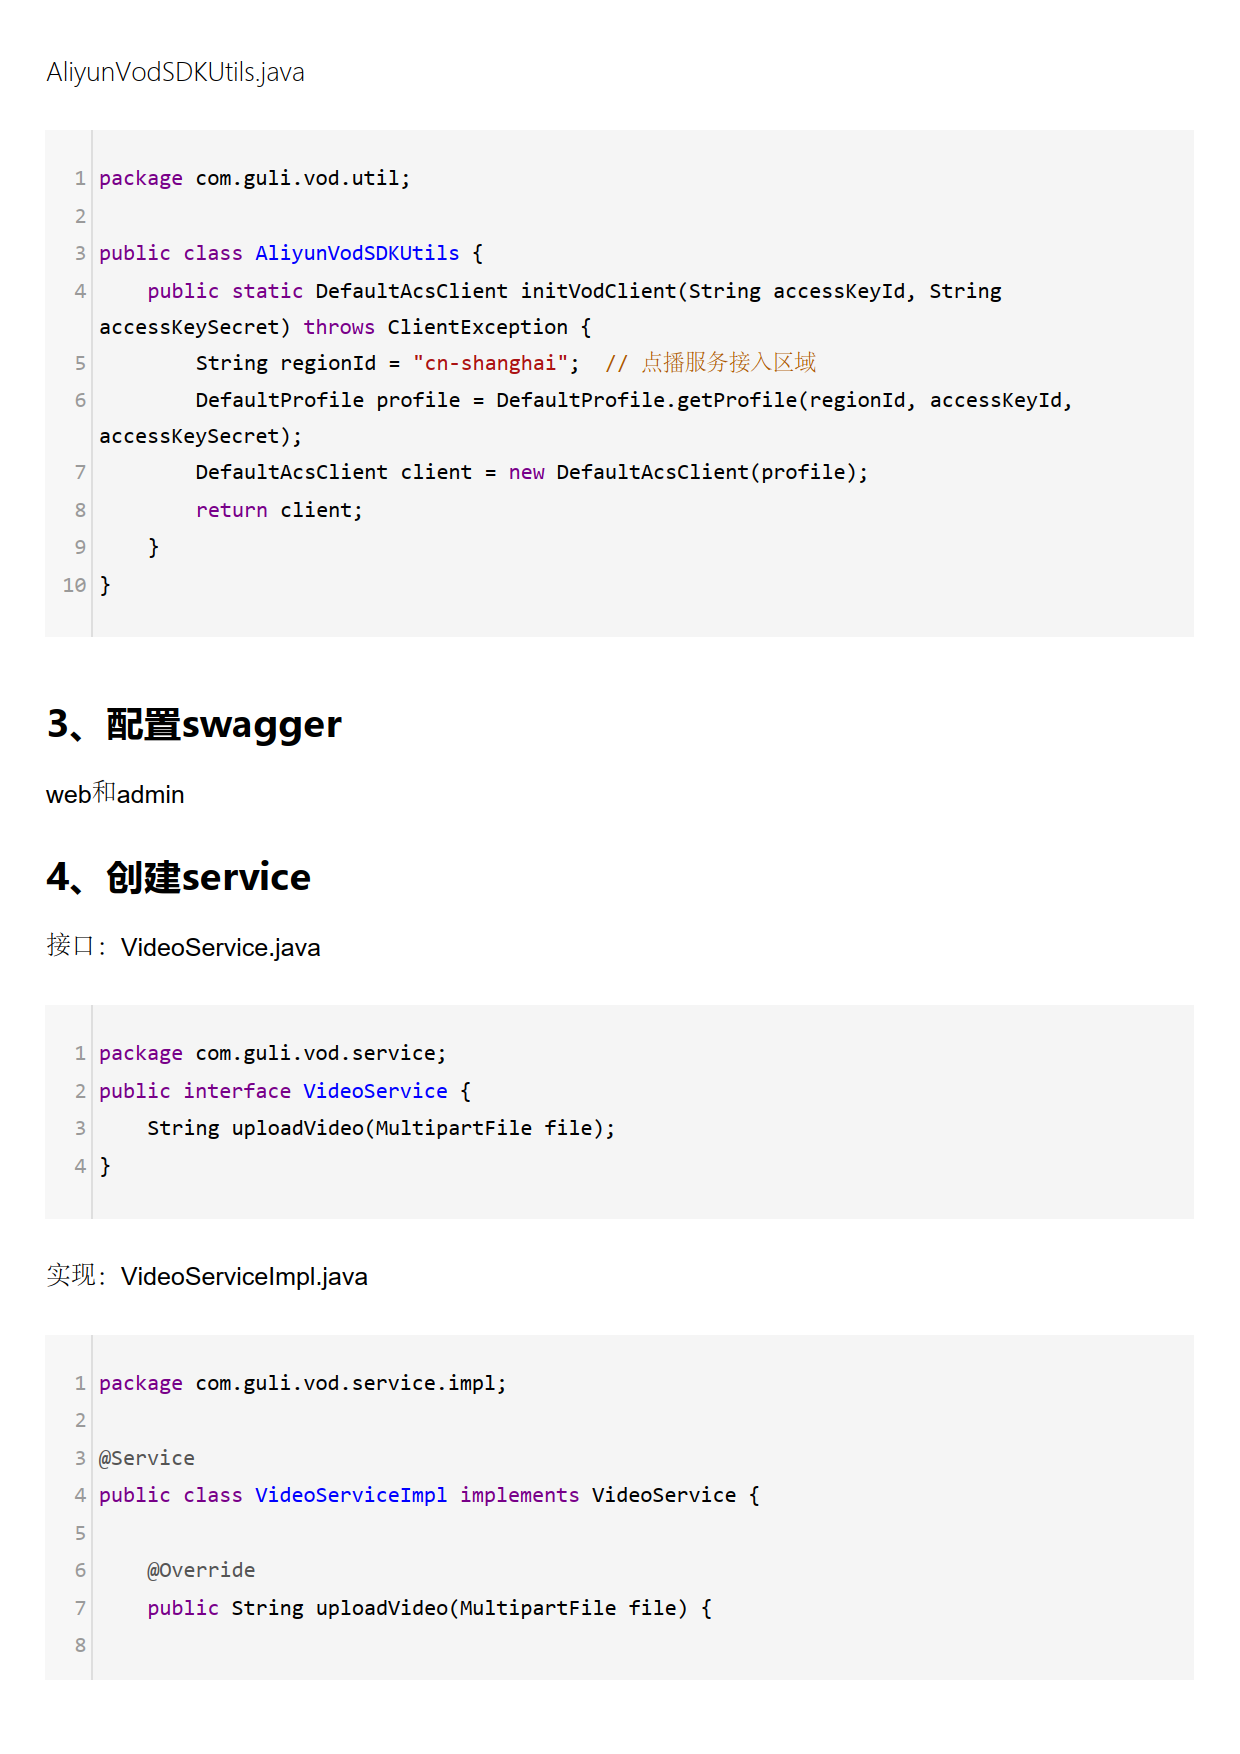 AliyunVodSDKUtils.java
1 package com.guli.vod.util;
2
3 public class AliyunVodSDKUtils {
4     public static DefaultAcsClient initVodClient(String accessKeyId, String
accessKeySecret) throws ClientException {
5         String regionId = "cn-shanghai";  // 点播服务接入区域
6         DefaultProfile profile = DefaultProfile.getProfile(regionId, accessKeyId,
accessKeySecret);
7         DefaultAcsClient client = new DefaultAcsClient(profile);
8         return client;
9     }
10 }
3、配置swagger
web和admin
4、创建service
接口：VideoService.java
1 package com.guli.vod.service;
2 public interface VideoService {
3     String uploadVideo(MultipartFile file);
4 }
实现：VideoServiceImpl.java
1 package com.guli.vod.service.impl;
2
3 @Service
4 public class VideoServiceImpl implements VideoService {
5
6     @Override
7     public String uploadVideo(MultipartFile file) {
8